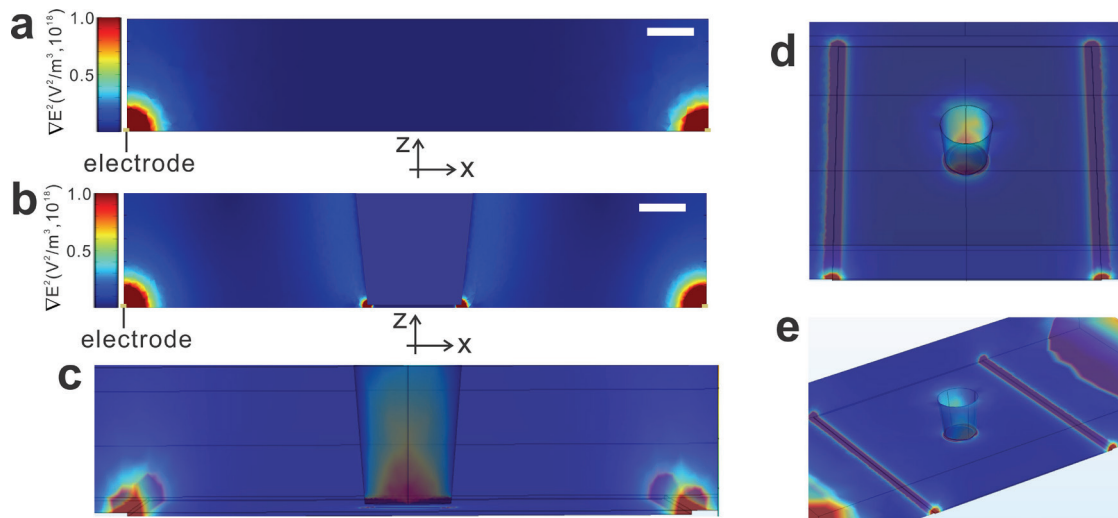 a
1.0
0.5
∇E²(V²/m³, 10¹⁸)
electrode
z
x
b
1.0
0.5
∇E²(V²/m³, 10¹⁸)
electrode
z
x
c
d
e